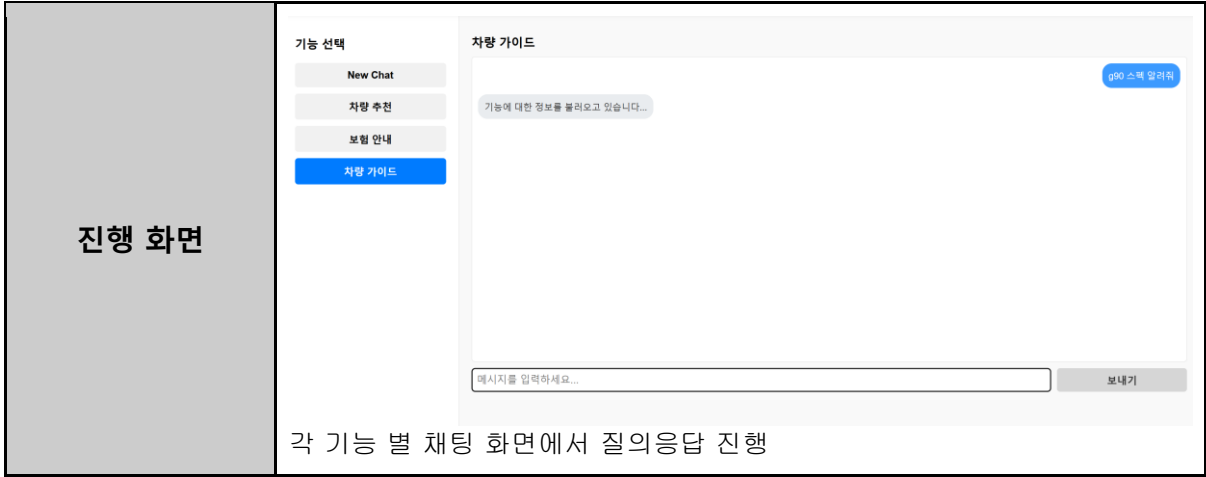 진행 화면
기능 선택
New Chat
차량 추천
보험 안내
차량 가이드
차량 가이드
g90 스펙 알려줘
기능에 대한 정보를 불러오고 있습니다...
메시지를 입력하세요...
보내기
각 기능 별 채팅 화면에서 질의응답 진행